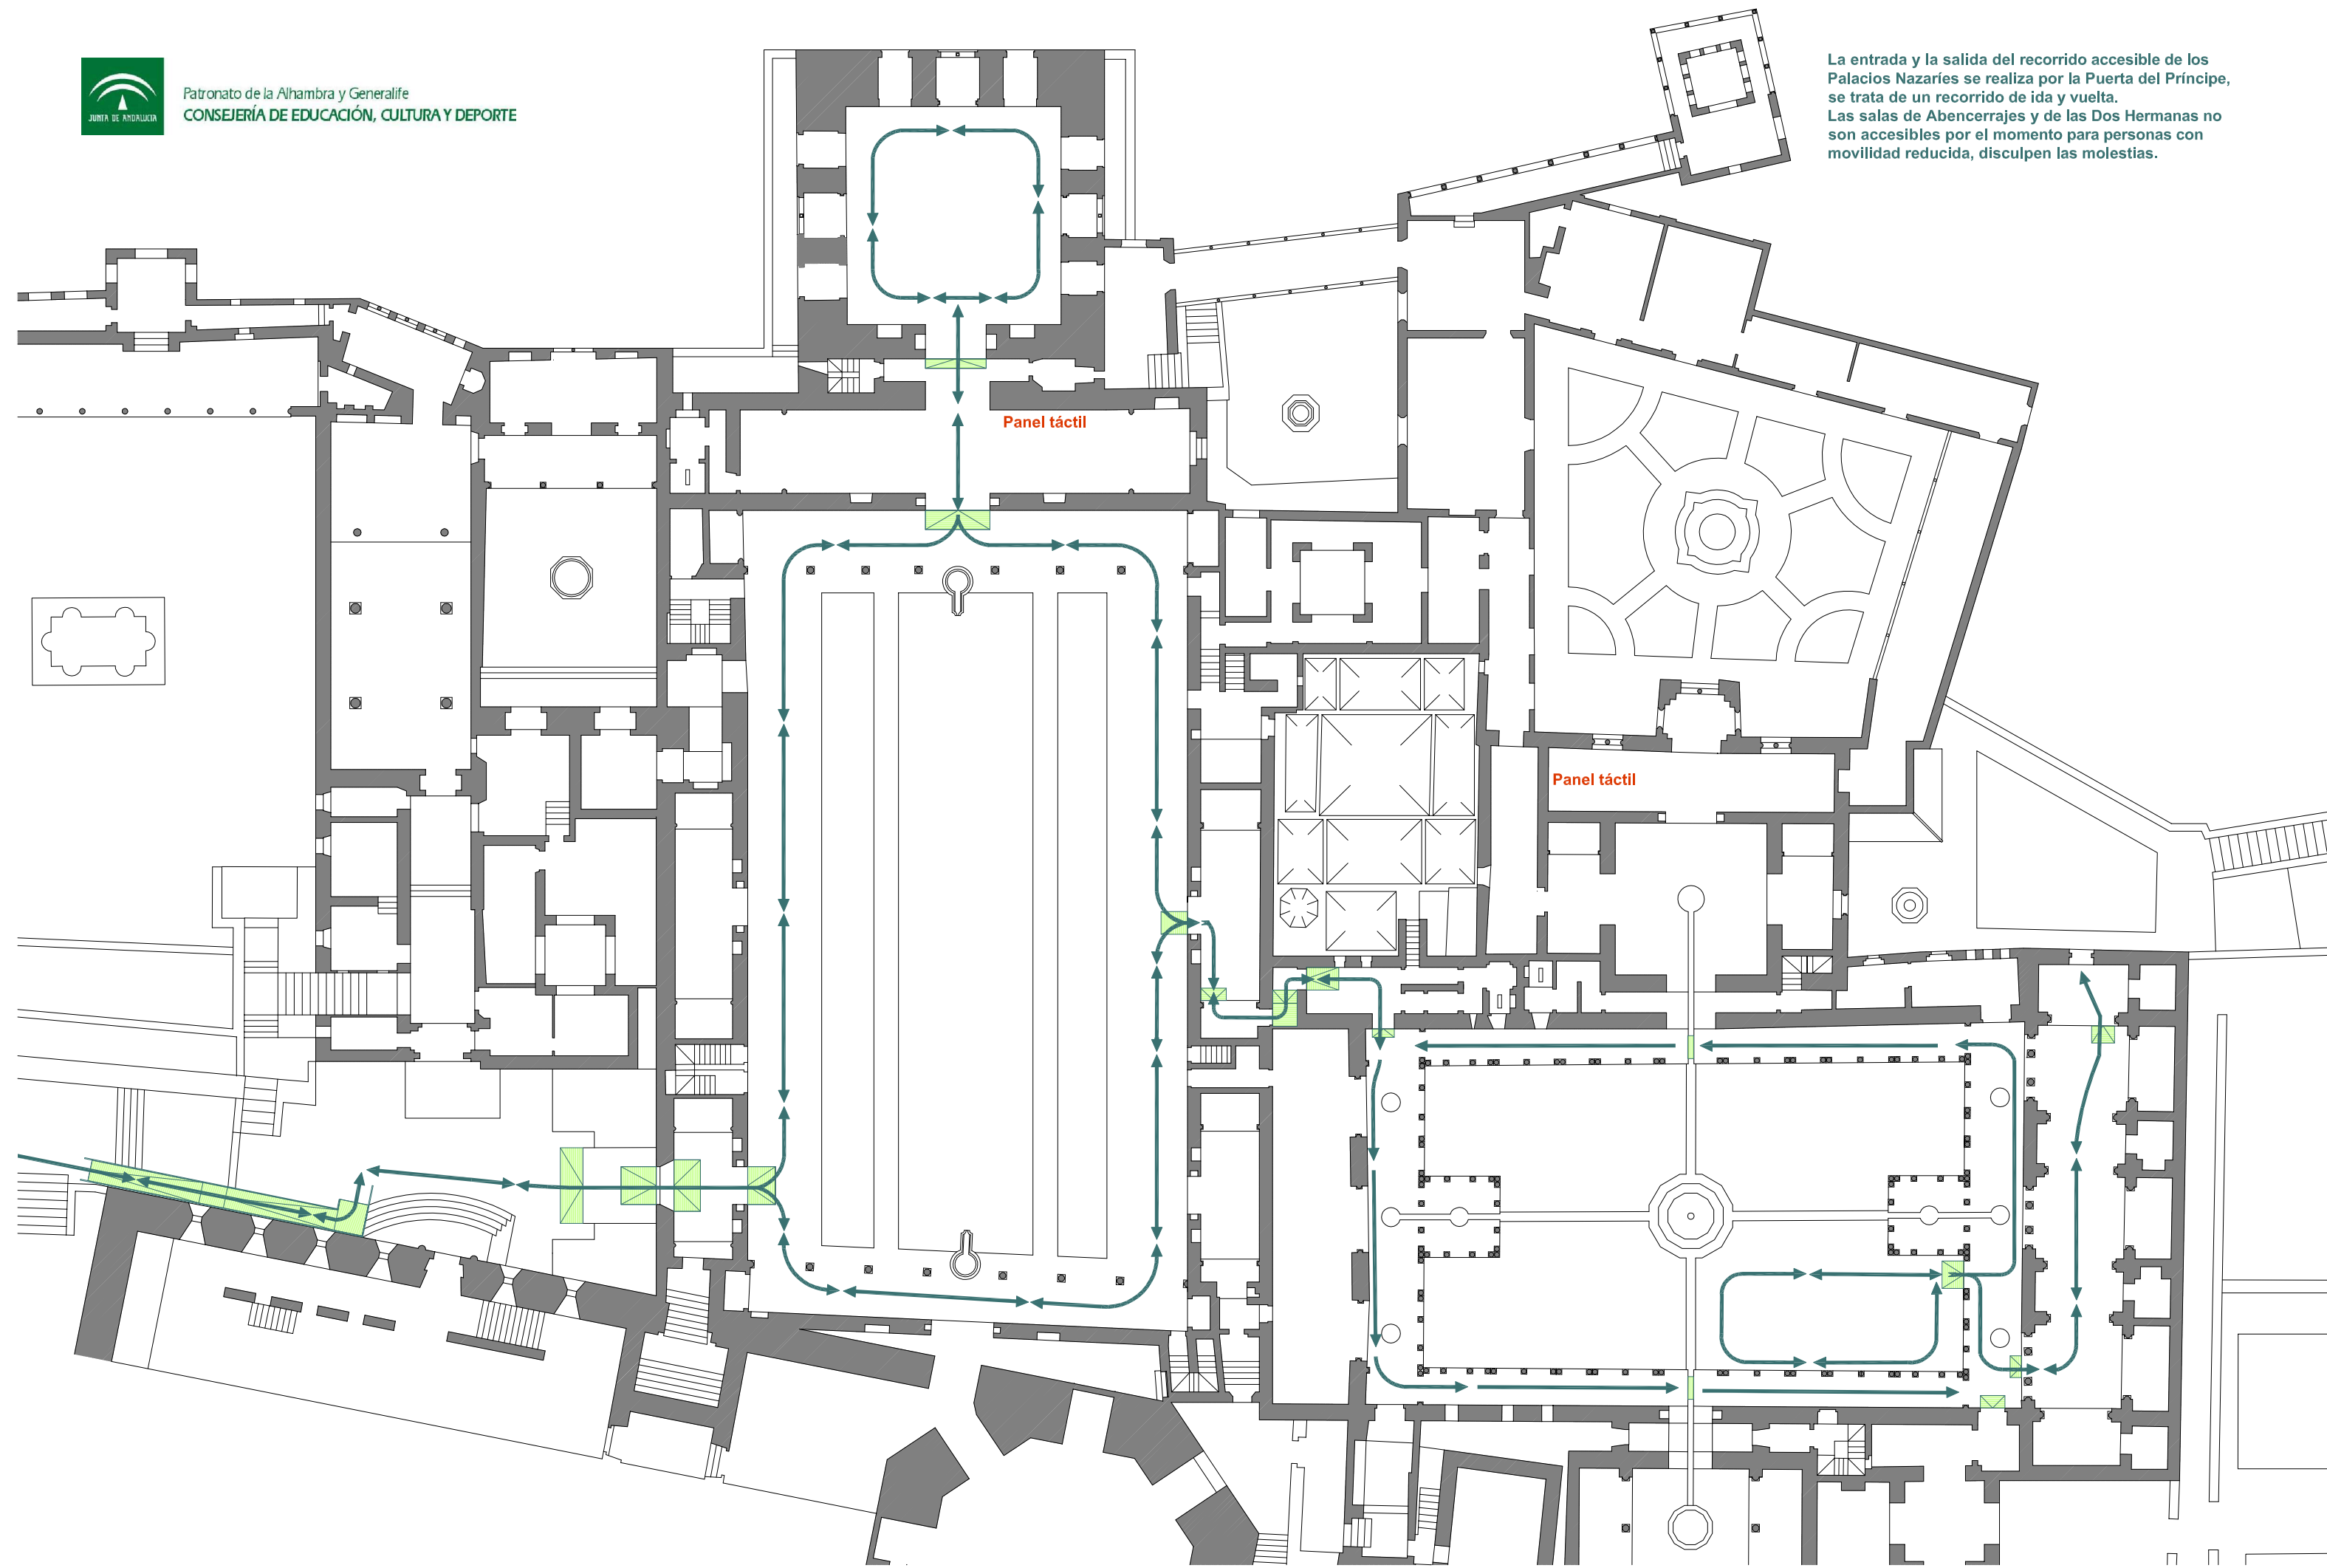 JUNTA DE ANDALUCIA
Patronato de la Alhambra y Generalife
CONSEJERÍA DE EDUCACIÓN, CULTURA Y DEPORTE
La entrada y la salida del recorrido accesible de los
Palacios Nazaríes se realiza por la Puerta del Príncipe,
se trata de un recorrido de ida y vuelta.
Las salas de Abencerrajes y de las Dos Hermanas no
son accesibles por el momento para personas con
movilidad reducida, disculpen las molestias.
Panel táctil
Panel táctil